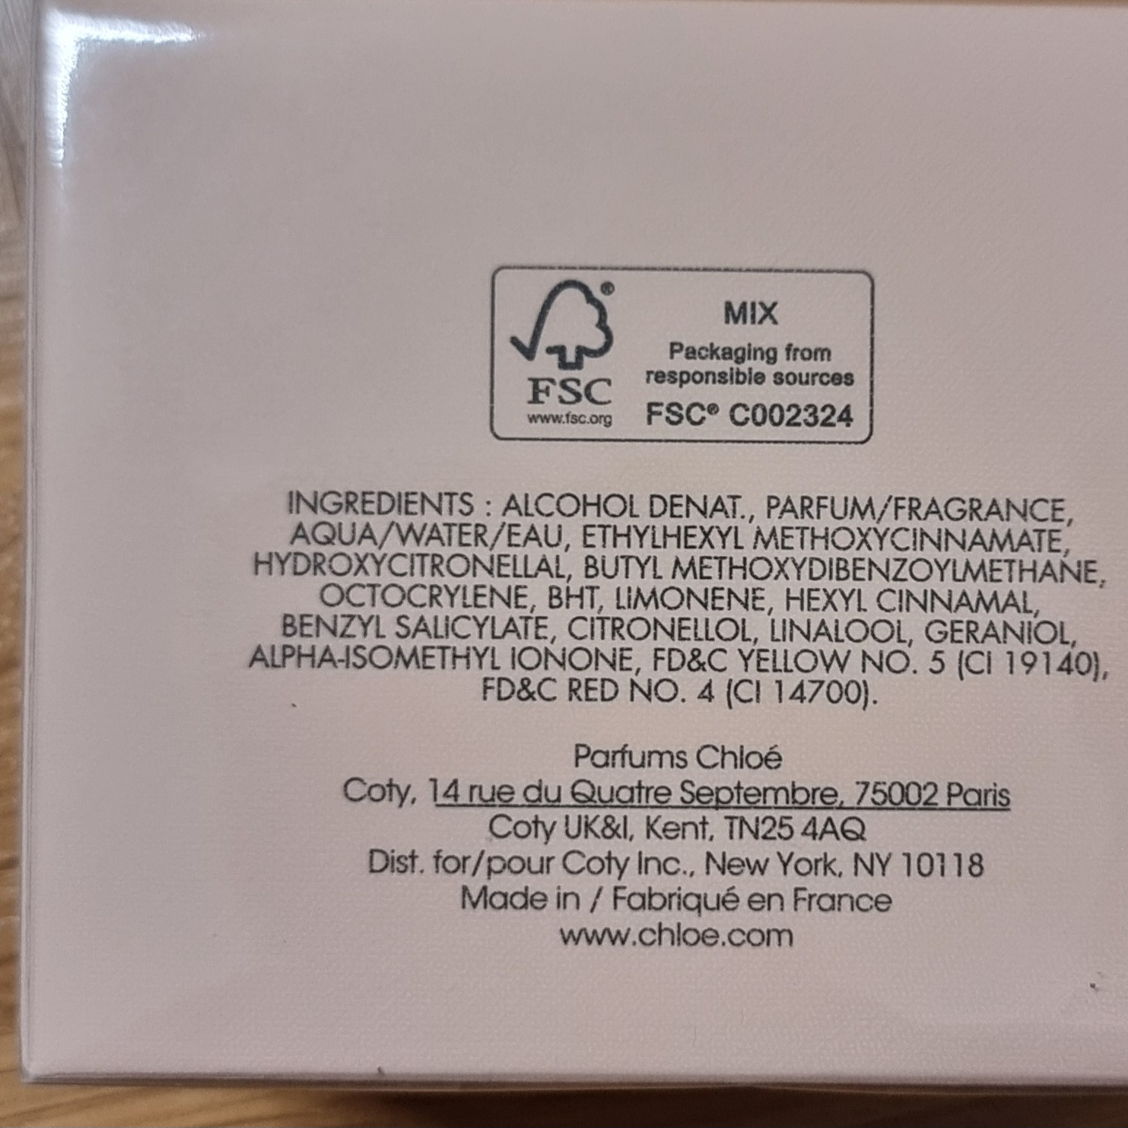 MIX
Packaging from
responsible sources
FSC® C002324
®
FSC
www.fsc.org
INGREDIENTS : ALCOHOL DENAT., PARFUM/FRAGRANCE,
AQUA/WATER/EAU, ETHYLHEXYL METHOXYCINNAMATE,
HYDROXYCITRONELLAL, BUTYL METHOXYDIBENZOYLMETHANE,
OCTOCRYLENE, BHT, LIMONENE, HEXYL CINNAMAL,
BENZYL SALICYLATE, CITRONELLOL, LINALOOL, GERANIOL,
ALPHA-ISOMETHYL IONONE, FD&C YELLOW NO. 5 (CI 19140),
FD&C RED NO. 4 (CI 14700).
Parfums Chloé
Coty, 14 rue du Quatre Septembre, 75002 Paris
Coty UK&I, Kent, TN25 4AQ
Dist. for/pour Coty Inc., New York, NY 10118
Made in / Fabriqué en France
www.chloe.com